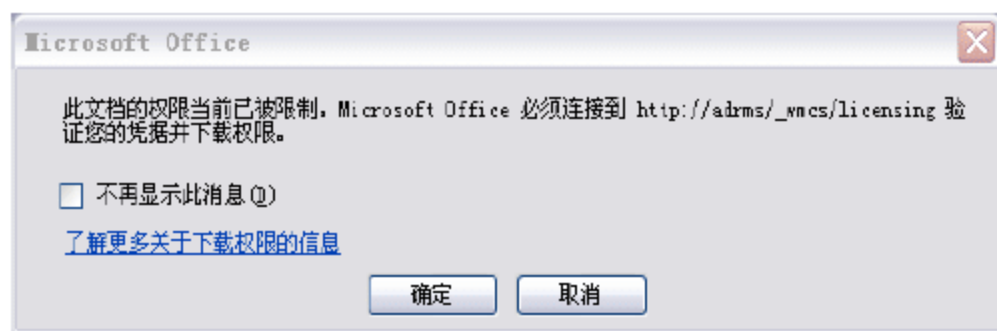 Microsoft Office
此文档的权限当前已被限制。Microsoft Office 必须连接到 http://adrms/_wmcs/licensing 验
证您的凭据并下载权限。
不再显示此消息(D)
了解更多关于下载权限的信息
确定
取消